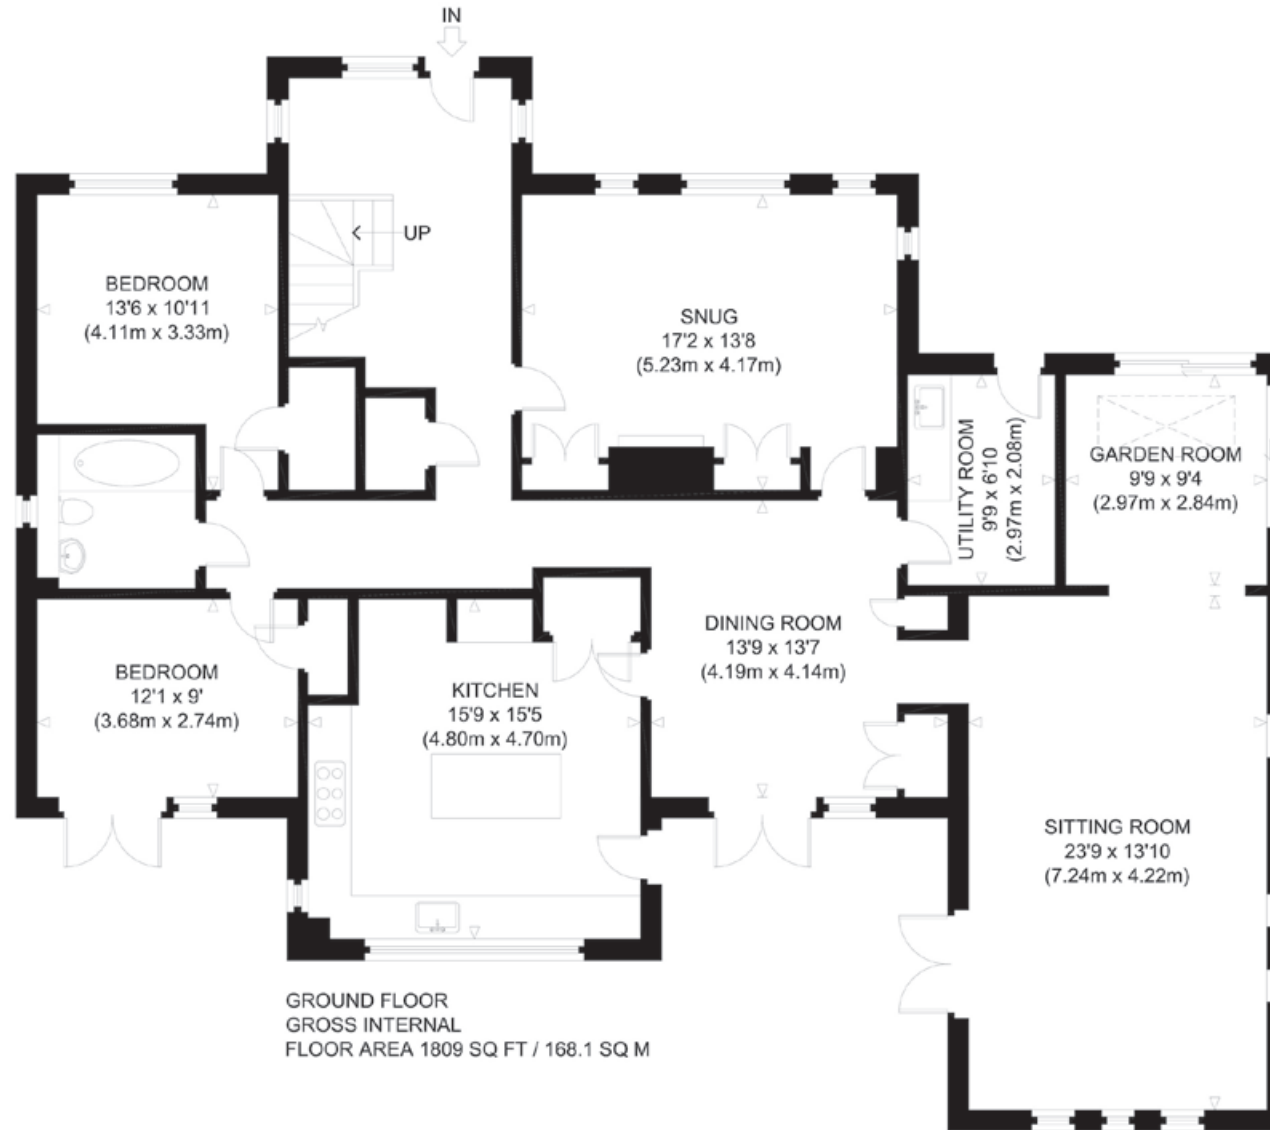 IN
UP
BEDROOM
13'6 x 10'11
(4.11m x 3.33m)
SNUG
17'2 x 13'8
(5.23m x 4.17m)
UTILITY ROOM
9'9 x 6'10
(2.97m x 2.08m)
GARDEN ROOM
9'9 x 9'4
(2.97m x 2.84m)
BEDROOM
12'1 x 9'
(3.68m x 2.74m)
KITCHEN
15'9 x 15'5
(4.80m x 4.70m)
DINING ROOM
13'9 x 13'7
(4.19m x 4.14m)
SITTING ROOM
23'9 x 13'10
(7.24m x 4.22m)
GROUND FLOOR
GROSS INTERNAL
FLOOR AREA 1809 SQ FT / 168.1 SQ M